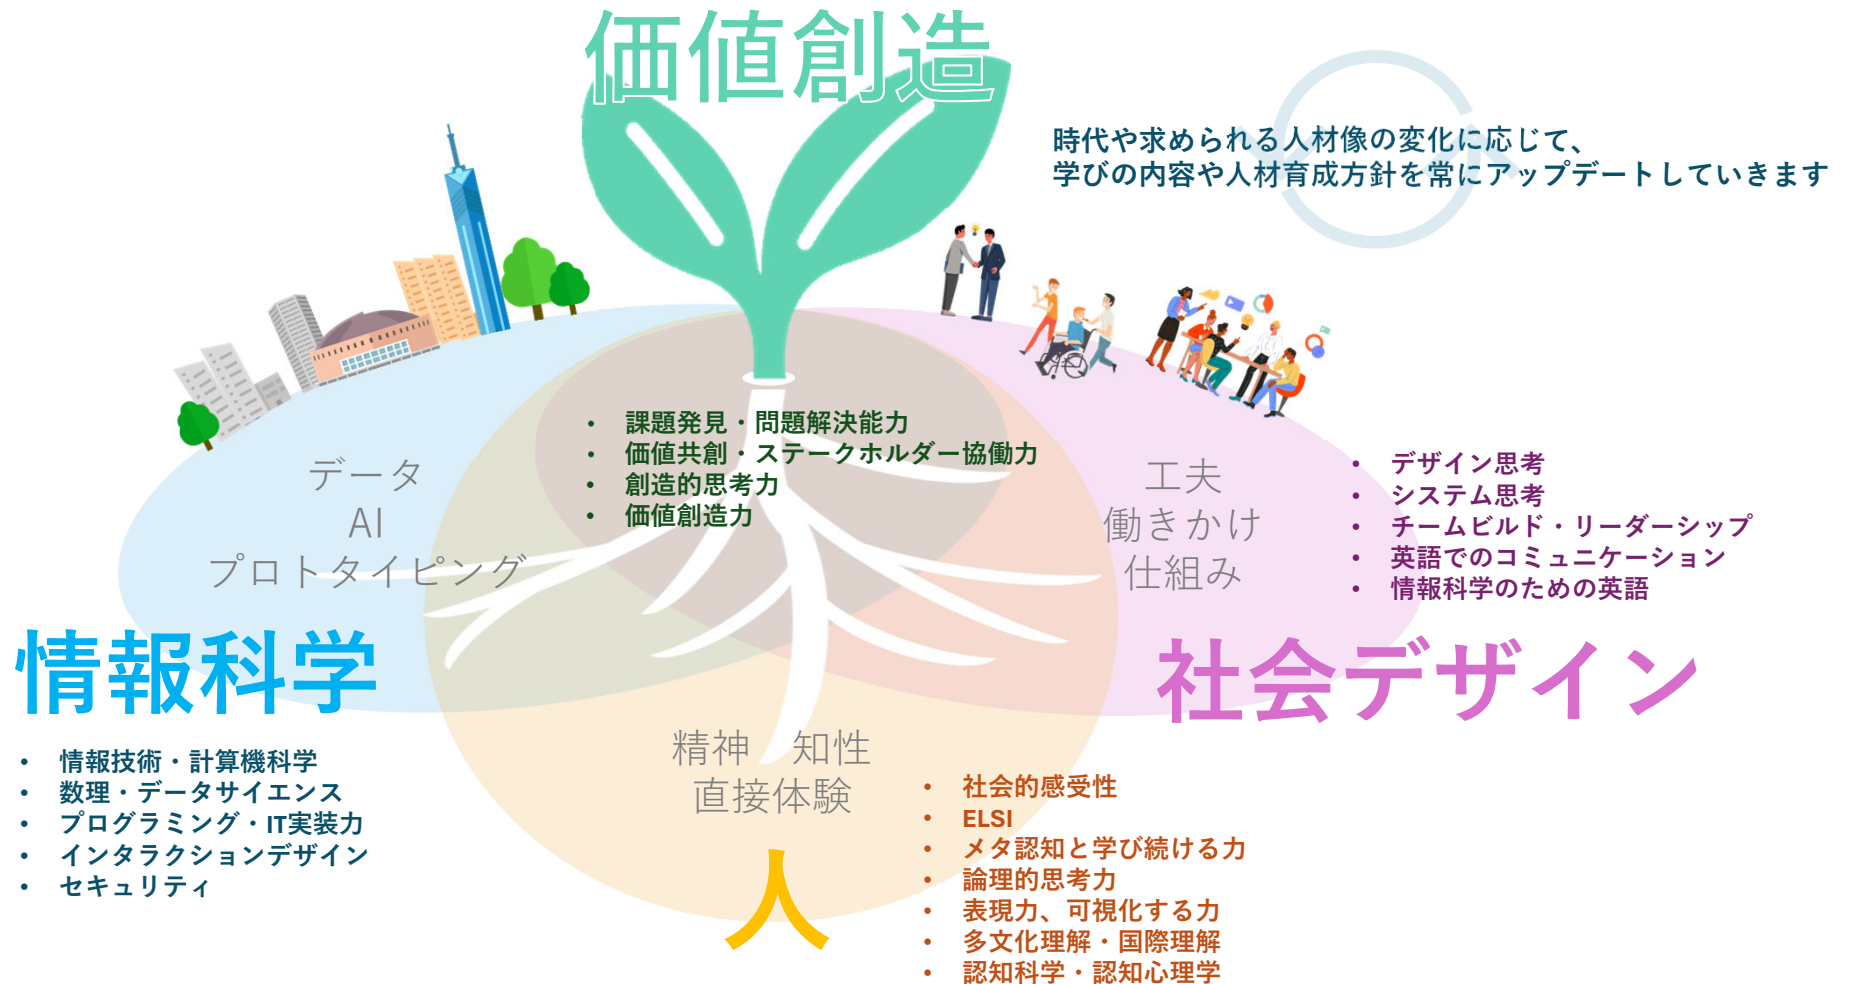 価値創造
時代や求められる人材像の変化に応じて、
学びの内容や人材育成方針を常にアップデートしていきます
• 課題発見・問題解決能力
• 価値共創・ステークホルダー協働力
• 創造的思考力
• 価値創造力
データ
AI
プロトタイピング
情報科学
• 情報技術・計算機科学
• 数理・データサイエンス
• プログラミング・IT実装力
• インタラクションデザイン
• セキュリティ
工夫
働きかけ
仕組み
• デザイン思考
• システム思考
• チームビルド・リーダーシップ
• 英語でのコミュニケーション
• 情報科学のための英語
社会デザイン
精神　知性
直接体験
人
• 社会的感受性
• ELSI
• メタ認知と学び続ける力
• 論理的思考力
• 表現力、可視化する力
• 多文化理解・国際理解
• 認知科学・認知心理学